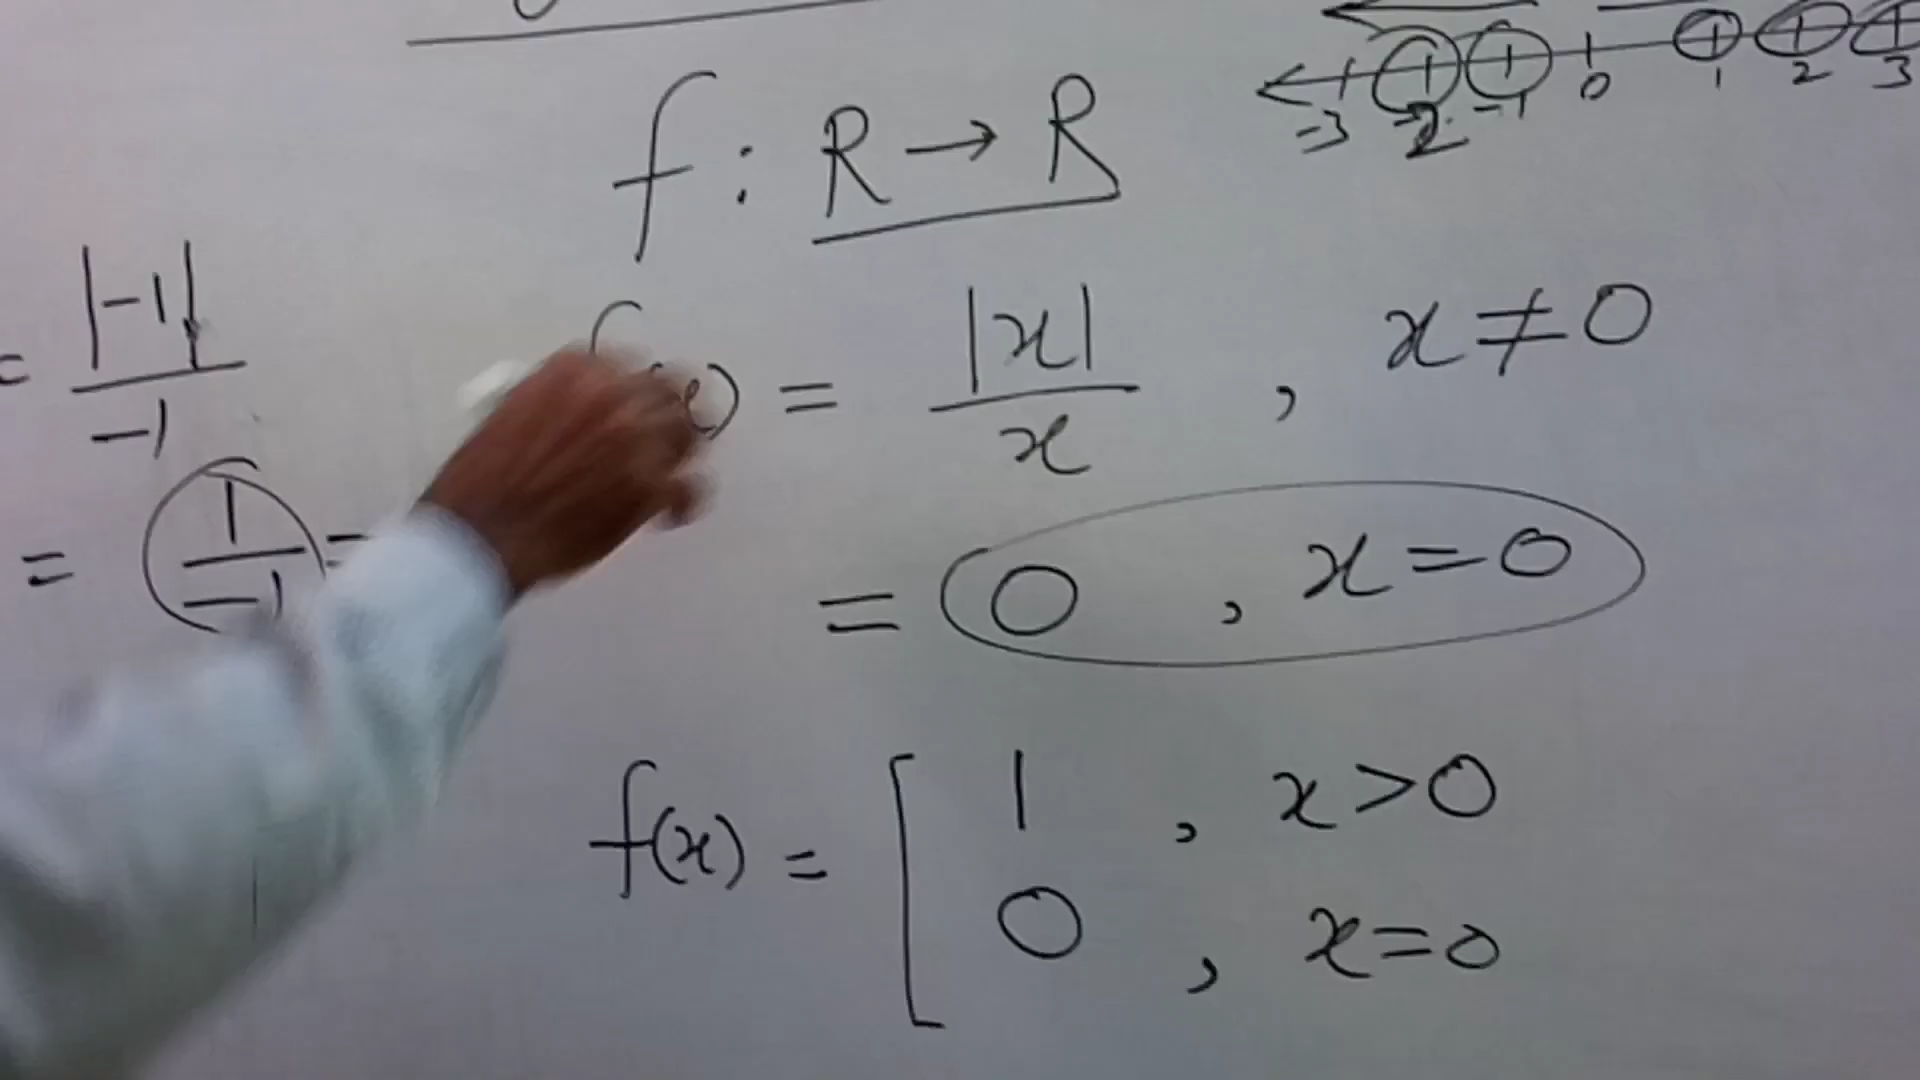 -3 -2 -1 0 1 2 3
f : R → R
= |-1| / -1
f(x) = |x| / x , x ≠ 0
= 1 / -1 =
= 0 , x = 0
f(x) = [ 1 , x > 0
0 , x = 0